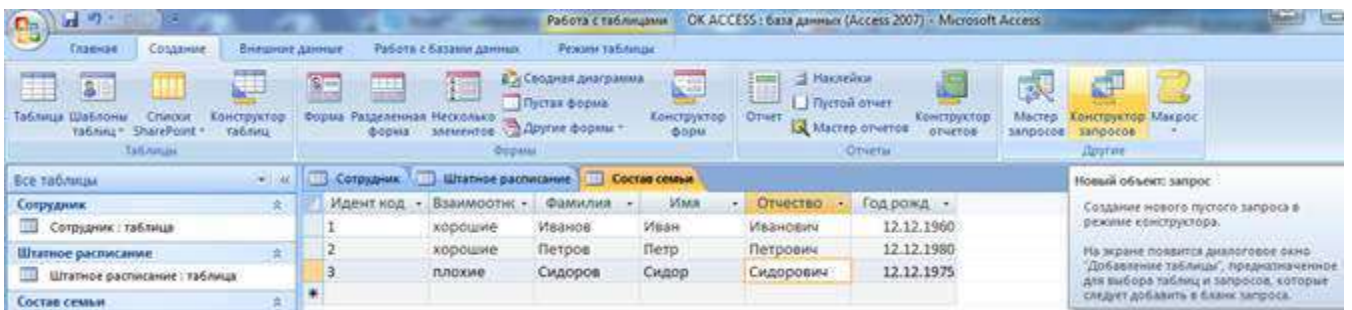 Работа с таблицами
OK ACCESS : база данных (Access 2007) - Microsoft Access
Главная
Создание
Внешние данные
Работа с базами данных
Режим таблицы
Таблица
Шаблоны таблиц
Списки SharePoint
Конструктор таблиц
Таблицы
Форма
Разделенная форма
Несколько элементов
Сводная диаграмма
Пустая форма
Другие формы
Конструктор форм
Формы
Отчет
Наклейки
Пустой отчет
Мастер отчетов
Конструктор отчетов
Отчеты
Мастер запросов
Конструктор запросов
Макрос
Другие
Все таблицы
Сотрудник
Сотрудник : таблица
Штатное расписание
Штатное расписание : таблица
Состав семьи
Сотрудник
Штатное расписание
Состав семьи
Идент код
Взаимоотн
Фамилия
Имя
Отчество
Год рожд
1 хорошие Иванов Иван Иванович 12.12.1960
2 хорошие Петров Петр Петрович 12.12.1980
3 плохие Сидоров Сидор Сидорович 12.12.1975
Новый объект: запрос
Создание нового пустого запроса в
режиме конструктора.
На экране появится диалоговое окно
"Добавление таблицы", предназначенное
для выбора таблиц и запросов, которые
следует добавить в бланк запроса.